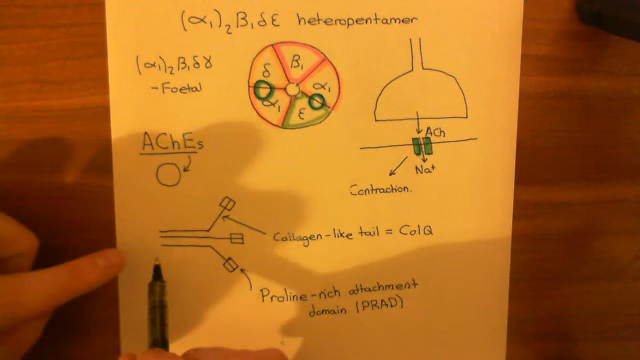 (α₁)₂ β₁ δ ε heteropentamer
(α₁)₂ β₁ δ γ
- Foetal
δ
β₁
α₁
α₁
ε
ACh
Na⁺
Contraction.
AChEs
Collagen-like tail = ColQ
Proline-rich attachment
domain (PRAD)